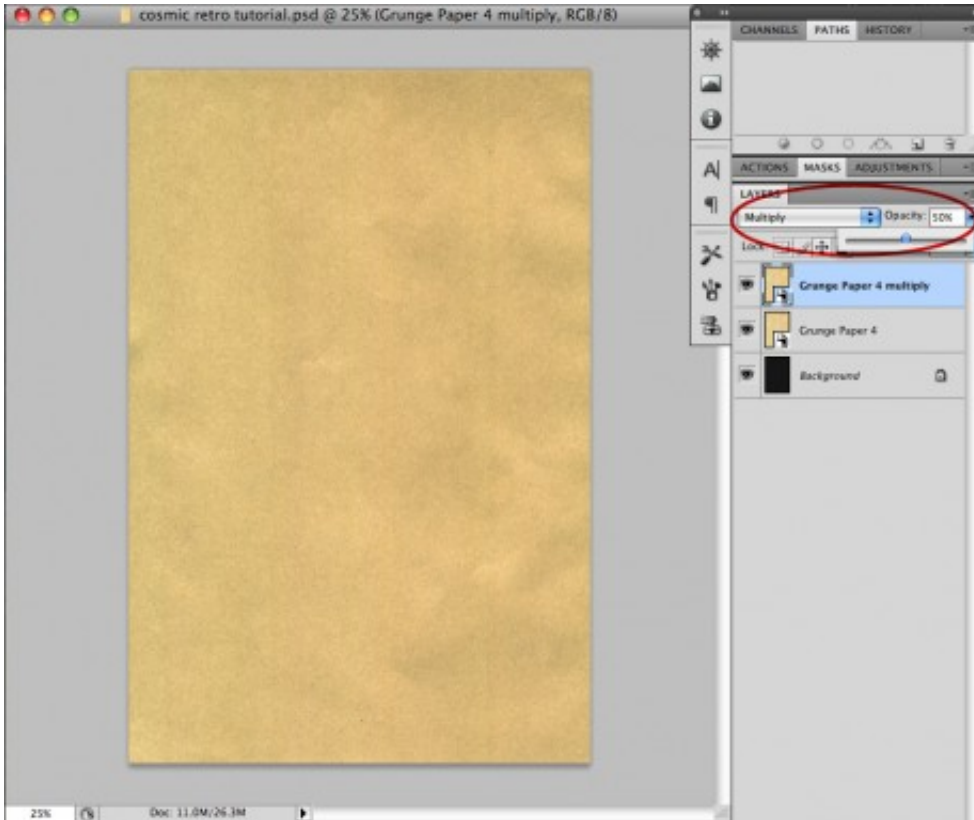 cosmic retro tutorial.psd @ 25% (Grunge Paper 4 multiply, RGB/8)
CHANNELS PATHS HISTORY
A
¶
ACTIONS MASKS ADJUSTMENTS
LAYERS
Multiply Opacity: 50%
Lock:
Grunge Paper 4 multiply
Grunge Paper 4
Background
25% Doc: 11.0M/26.3M